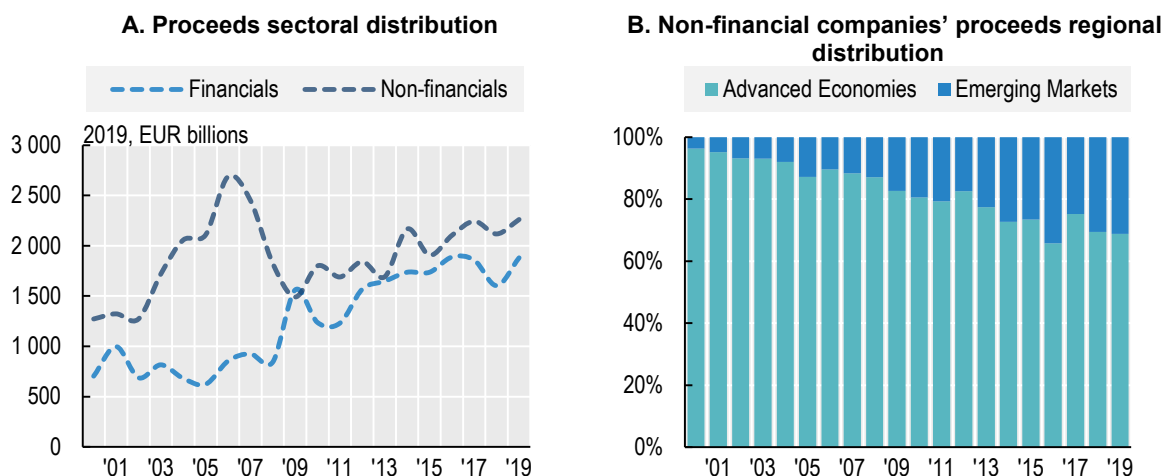 A. Proceeds sectoral distribution
Financials
Non-financials
2019, EUR billions
3 000
2 500
2 000
1 500
1 000
500
0
'01 '03 '05 '07 '09 '11 '13 '15 '17 '19
B. Non-financial companies' proceeds regional
distribution
Advanced Economies
Emerging Markets
100%
80%
60%
40%
20%
0%
'01 '03 '05 '07 '09 '11 '13 '15 '17 '19